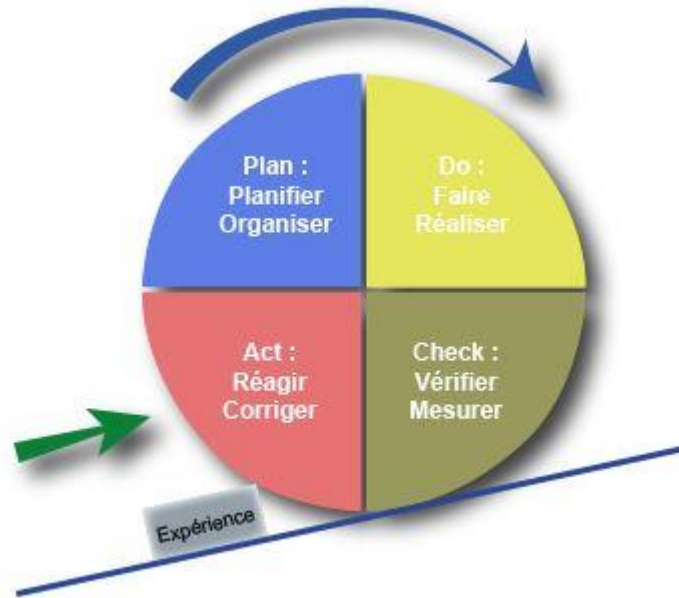 Plan :
Planifier
Organiser
Do :
Faire
Réaliser
Act :
Réagir
Corriger
Check :
Vérifier
Mesurer
Expérience